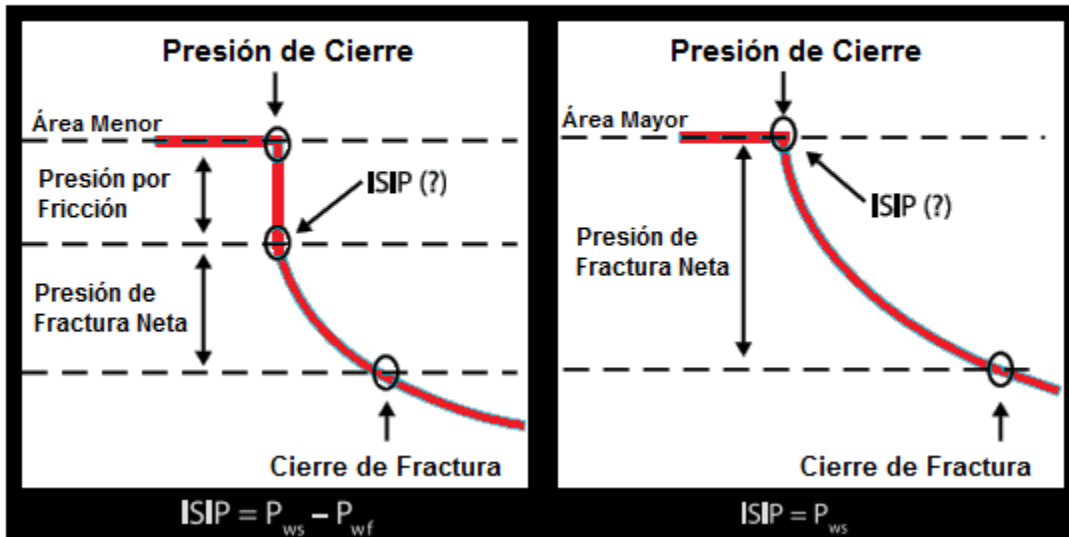 Presión de Cierre
Área Menor
Presión por
Fricción
ISIP (?)
Presión de
Fractura Neta
Cierre de Fractura
ISIP = Pws – Pwf
Presión de Cierre
Área Mayor
ISIP (?)
Presión de
Fractura Neta
Cierre de Fractura
ISIP = Pws